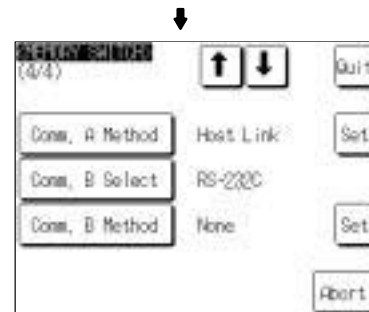 (MEMORY SWITCH)
(4/4)
Quit
Comm. A Method Host Link Set
Comm. B Select RS-232C
Comm. B Method None Set
Abort